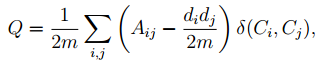 Q = \frac{1}{2m} \sum_{i,j} \left( A_{ij} - \frac{d_i d_j}{2m} \right) \delta(C_i, C_j),